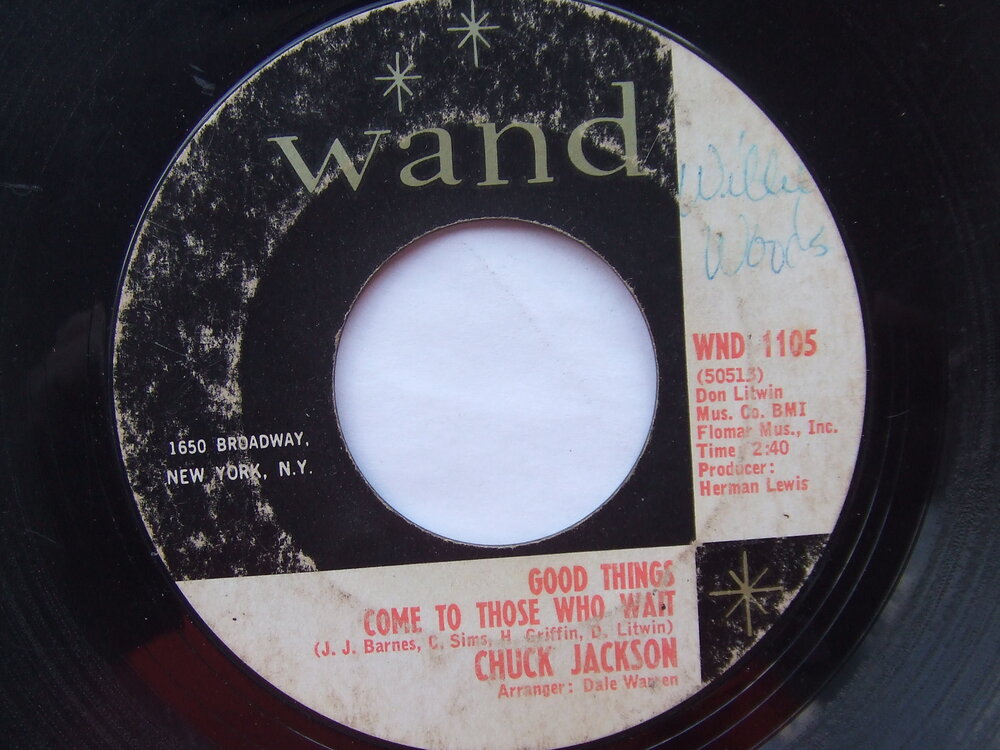 wand
Willie
Woods
WND 1105
(50513)
Don Litwin
Mus. Co. BMI
Flomar Mus., Inc.
Time 2:40
Producer:
Herman Lewis
1650 BROADWAY,
NEW YORK, N.Y.
GOOD THINGS
COME TO THOSE WHO WAIT
(J. J. Barnes, C. Sims, H. Griffin, D. Litwin)
CHUCK JACKSON
Arranger: Dale Warren